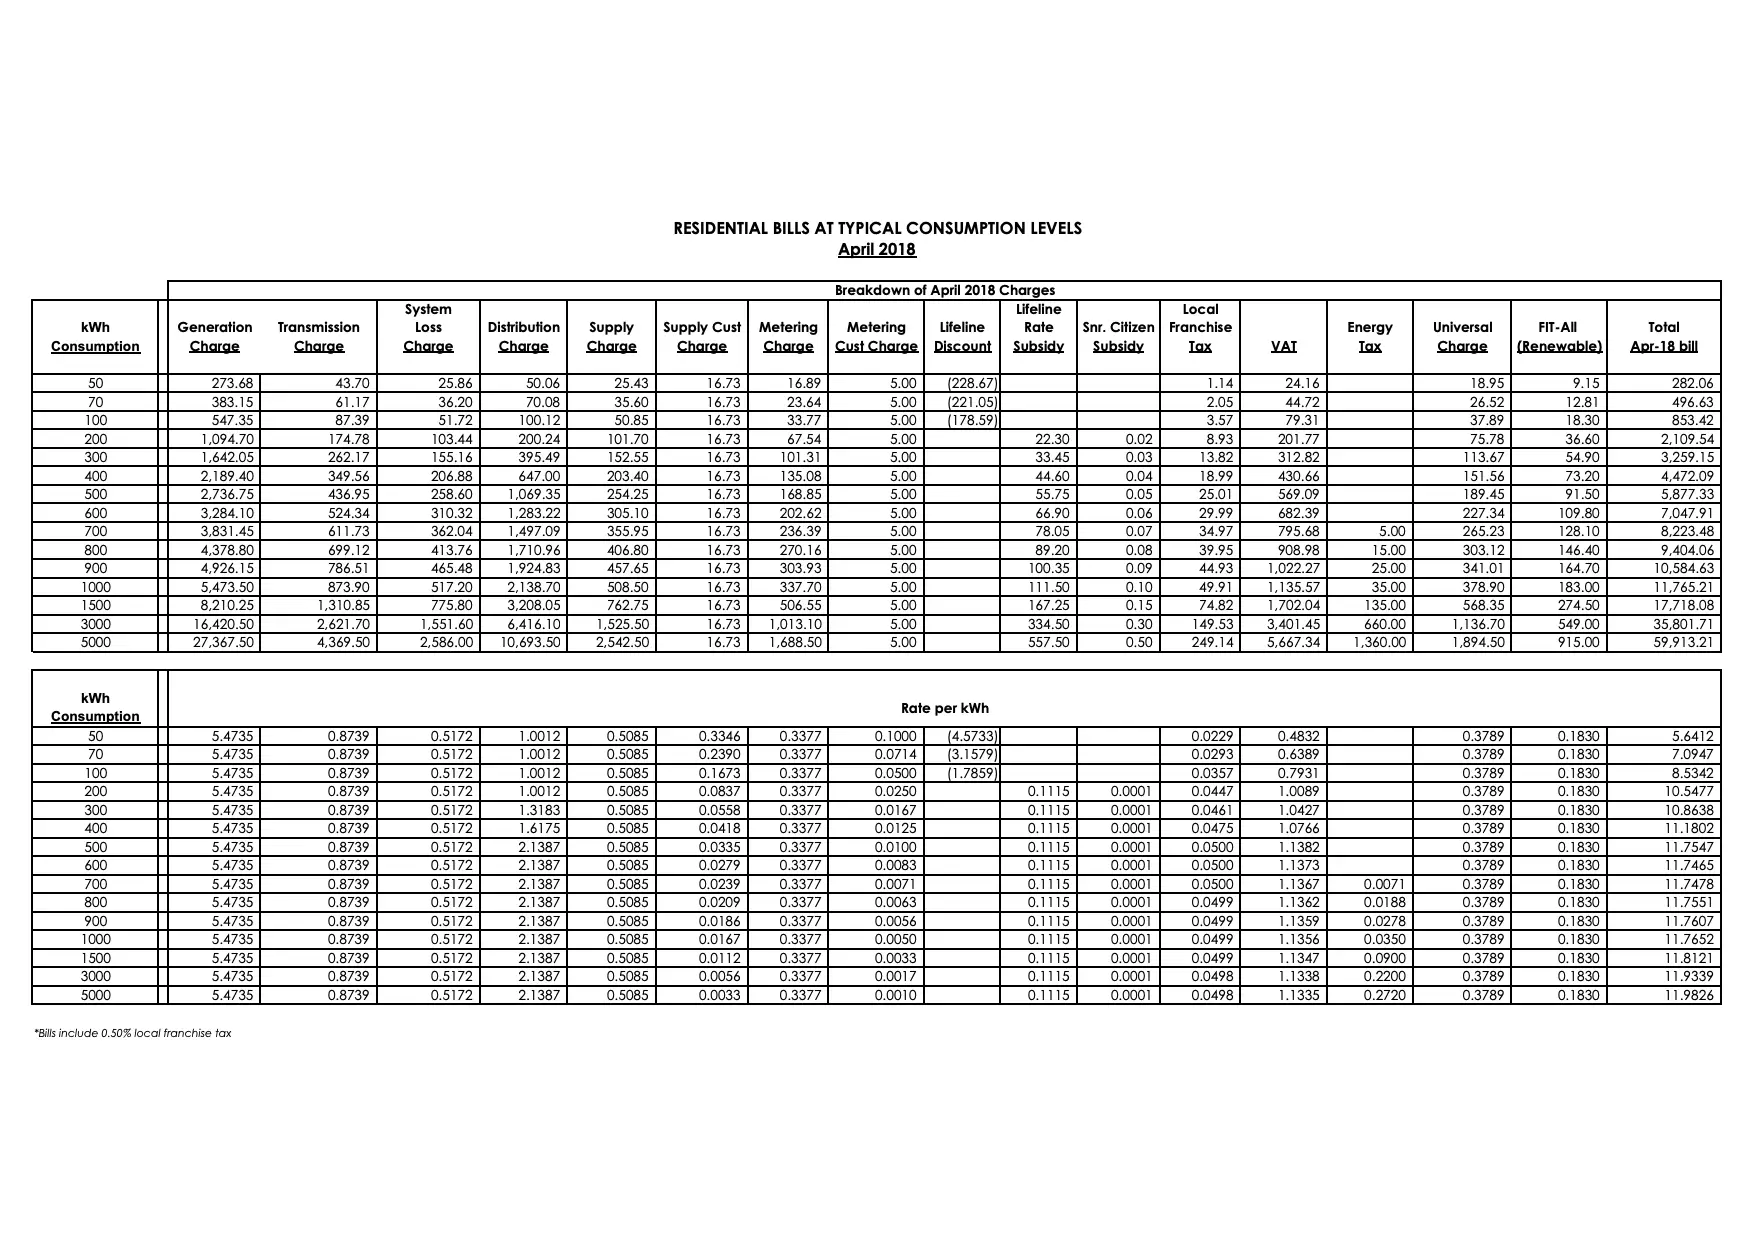 RESIDENTIAL BILLS AT TYPICAL CONSUMPTION LEVELS
April 2018
Breakdown of April 2018 Charges
kWh Consumption Generation Charge Transmission Charge System Loss Charge Distribution Charge Supply Charge Supply Cust Charge Metering Charge Metering Cust Charge Lifeline Discount Lifeline Rate Subsidy Snr. Citizen Subsidy Local Franchise Tax VAT Energy Tax Universal Charge FIT-All (Renewable) Total Apr-18 bill
50 273.68 43.70 25.86 50.06 25.43 16.73 16.89 5.00 (228.67) 1.14 24.16 18.95 9.15 282.06
70 383.15 61.17 36.20 70.08 35.60 16.73 23.64 5.00 (221.05) 2.05 44.72 26.52 12.81 496.63
100 547.35 87.39 51.72 100.12 50.85 16.73 33.77 5.00 (178.59) 3.57 79.31 37.89 18.30 853.42
200 1,094.70 174.78 103.44 200.24 101.70 16.73 67.54 5.00 22.30 0.02 8.93 201.77 75.78 36.60 2,109.54
300 1,642.05 262.17 155.16 395.49 152.55 16.73 101.31 5.00 33.45 0.03 13.82 312.82 113.67 54.90 3,259.15
400 2,189.40 349.56 206.88 647.00 203.40 16.73 135.08 5.00 44.60 0.04 18.99 430.66 151.56 73.20 4,472.09
500 2,736.75 436.95 258.60 1,069.35 254.25 16.73 168.85 5.00 55.75 0.05 25.01 569.09 189.45 91.50 5,877.33
600 3,284.10 524.34 310.32 1,283.22 305.10 16.73 202.62 5.00 66.90 0.06 29.99 682.39 227.34 109.80 7,047.91
700 3,831.45 611.73 362.04 1,497.09 355.95 16.73 236.39 5.00 78.05 0.07 34.97 795.68 5.00 265.23 128.10 8,223.48
800 4,378.80 699.12 413.76 1,710.96 406.80 16.73 270.16 5.00 89.20 0.08 39.95 908.98 15.00 303.12 146.40 9,404.06
900 4,926.15 786.51 465.48 1,924.83 457.65 16.73 303.93 5.00 100.35 0.09 44.93 1,022.27 25.00 341.01 164.70 10,584.63
1000 5,473.50 873.90 517.20 2,138.70 508.50 16.73 337.70 5.00 111.50 0.10 49.91 1,135.57 35.00 378.90 183.00 11,765.21
1500 8,210.25 1,310.85 775.80 3,208.05 762.75 16.73 506.55 5.00 167.25 0.15 74.82 1,702.04 135.00 568.35 274.50 17,718.08
3000 16,420.50 2,621.70 1,551.60 6,416.10 1,525.50 16.73 1,013.10 5.00 334.50 0.30 149.53 3,401.45 660.00 1,136.70 549.00 35,801.71
5000 27,367.50 4,369.50 2,586.00 10,693.50 2,542.50 16.73 1,688.50 5.00 557.50 0.50 249.14 5,667.34 1,360.00 1,894.50 915.00 59,913.21
kWh Consumption Rate per kWh
50 5.4735 0.8739 0.5172 1.0012 0.5085 0.3346 0.3377 0.1000 (4.5733) 0.0229 0.4832 0.3789 0.1830 5.6412
70 5.4735 0.8739 0.5172 1.0012 0.5085 0.2390 0.3377 0.0714 (3.1579) 0.0293 0.6389 0.3789 0.1830 7.0947
100 5.4735 0.8739 0.5172 1.0012 0.5085 0.1673 0.3377 0.0500 (1.7859) 0.0357 0.7931 0.3789 0.1830 8.5342
200 5.4735 0.8739 0.5172 1.0012 0.5085 0.0837 0.3377 0.0250 0.1115 0.0001 0.0447 1.0089 0.3789 0.1830 10.5477
300 5.4735 0.8739 0.5172 1.3183 0.5085 0.0558 0.3377 0.0167 0.1115 0.0001 0.0461 1.0427 0.3789 0.1830 10.8638
400 5.4735 0.8739 0.5172 1.6175 0.5085 0.0418 0.3377 0.0125 0.1115 0.0001 0.0475 1.0766 0.3789 0.1830 11.1802
500 5.4735 0.8739 0.5172 2.1387 0.5085 0.0335 0.3377 0.0100 0.1115 0.0001 0.0500 1.1382 0.3789 0.1830 11.7547
600 5.4735 0.8739 0.5172 2.1387 0.5085 0.0279 0.3377 0.0083 0.1115 0.0001 0.0500 1.1373 0.3789 0.1830 11.7465
700 5.4735 0.8739 0.5172 2.1387 0.5085 0.0239 0.3377 0.0071 0.1115 0.0001 0.0500 1.1367 0.0071 0.3789 0.1830 11.7478
800 5.4735 0.8739 0.5172 2.1387 0.5085 0.0209 0.3377 0.0063 0.1115 0.0001 0.0499 1.1362 0.0188 0.3789 0.1830 11.7551
900 5.4735 0.8739 0.5172 2.1387 0.5085 0.0186 0.3377 0.0056 0.1115 0.0001 0.0499 1.1359 0.0278 0.3789 0.1830 11.7607
1000 5.4735 0.8739 0.5172 2.1387 0.5085 0.0167 0.3377 0.0050 0.1115 0.0001 0.0499 1.1356 0.0350 0.3789 0.1830 11.7652
1500 5.4735 0.8739 0.5172 2.1387 0.5085 0.0112 0.3377 0.0033 0.1115 0.0001 0.0499 1.1347 0.0900 0.3789 0.1830 11.8121
3000 5.4735 0.8739 0.5172 2.1387 0.5085 0.0056 0.3377 0.0017 0.1115 0.0001 0.0498 1.1338 0.2200 0.3789 0.1830 11.9339
5000 5.4735 0.8739 0.5172 2.1387 0.5085 0.0033 0.3377 0.0010 0.1115 0.0001 0.0498 1.1335 0.2720 0.3789 0.1830 11.9826
*Bills include 0.50% local franchise tax